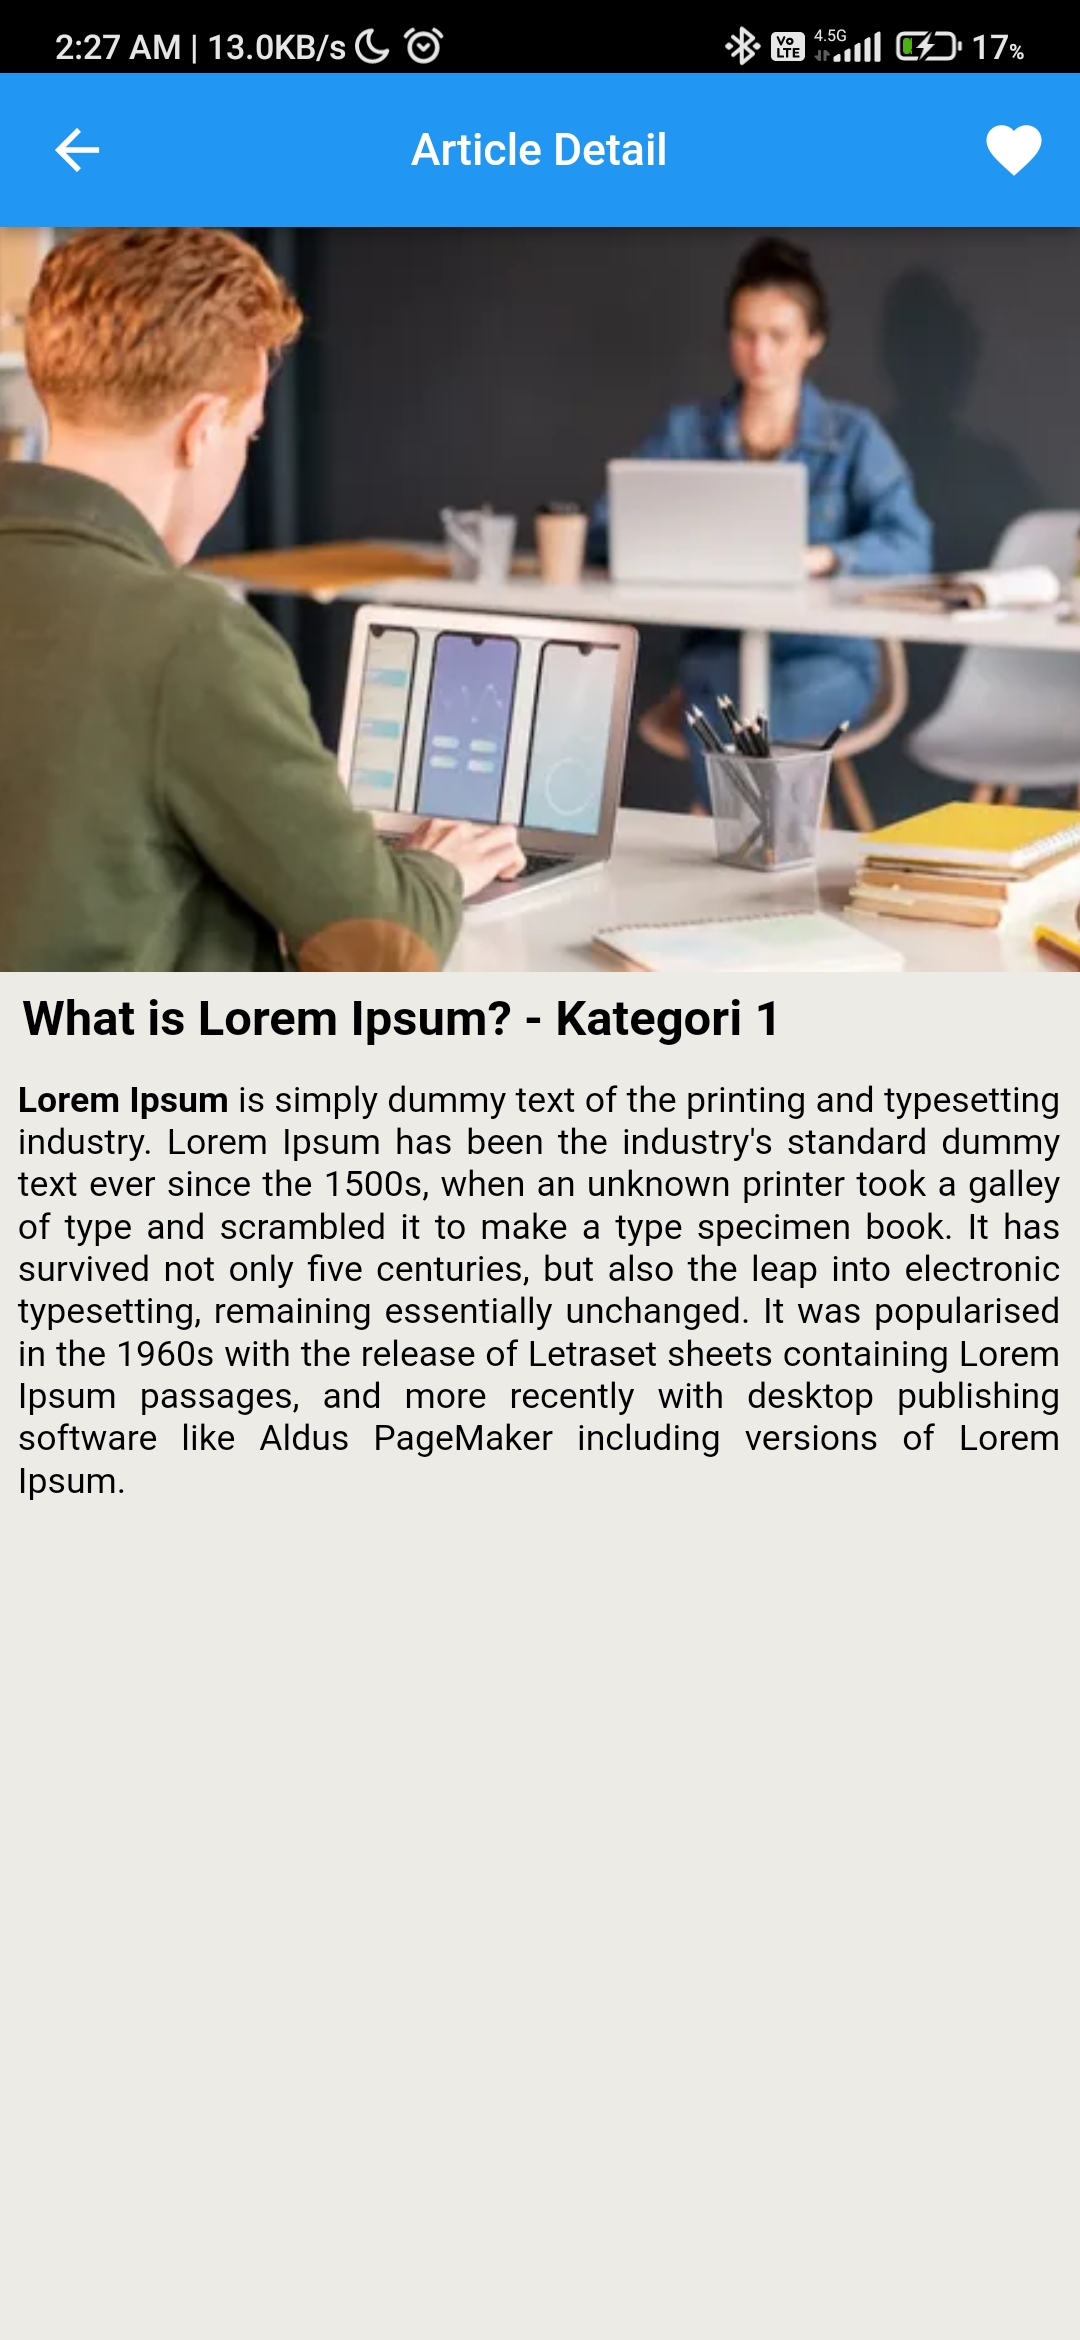 2:27 AM | 13.0KB/s Vo LTE 4.5G 17%
Article Detail
What is Lorem Ipsum? - Kategori 1
Lorem Ipsum is simply dummy text of the printing and typesetting
industry. Lorem Ipsum has been the industry's standard dummy
text ever since the 1500s, when an unknown printer took a galley
of type and scrambled it to make a type specimen book. It has
survived not only five centuries, but also the leap into electronic
typesetting, remaining essentially unchanged. It was popularised
in the 1960s with the release of Letraset sheets containing Lorem
Ipsum passages, and more recently with desktop publishing
software like Aldus PageMaker including versions of Lorem
Ipsum.